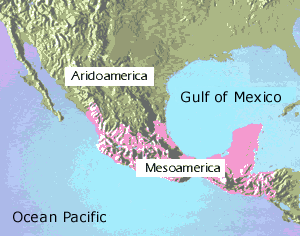 Aridoamerica
Gulf of Mexico
Mesoamerica
Ocean Pacific